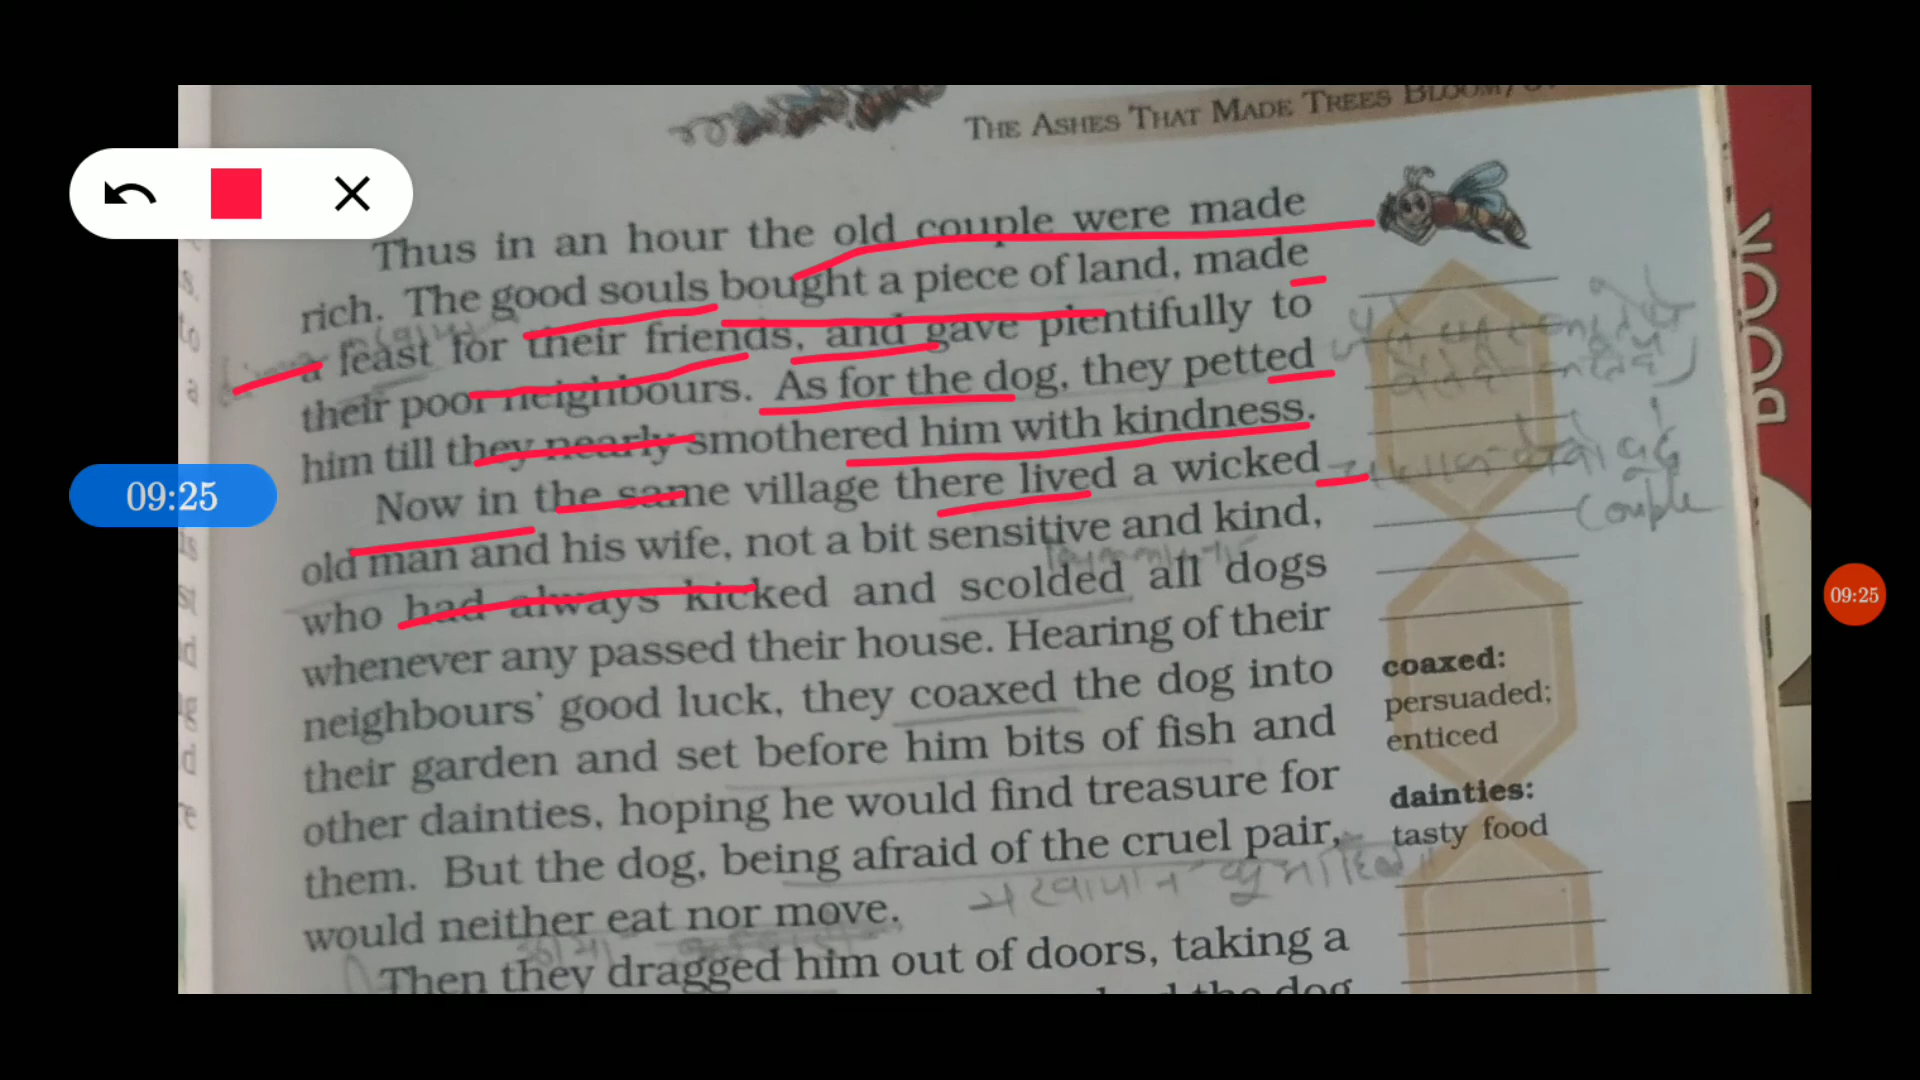 THE ASHES THAT MADE TREES BLOOM
Thus in an hour the old couple were made
rich. The good souls bought a piece of land, made
a feast for their friends, and gave plentifully to
their poor neighbours. As for the dog, they petted
him till they nearly smothered him with kindness.
Now in the same village there lived a wicked
old man and his wife, not a bit sensitive and kind,
who had always kicked and scolded all dogs
whenever any passed their house. Hearing of their
neighbours' good luck, they coaxed the dog into
their garden and set before him bits of fish and
other dainties, hoping he would find treasure for
them. But the dog, being afraid of the cruel pair,
would neither eat nor move.
Then they dragged him out of doors, taking a
the dog
couple
coaxed:
persuaded;
enticed
dainties:
tasty food
BOOK
09:25
09:25